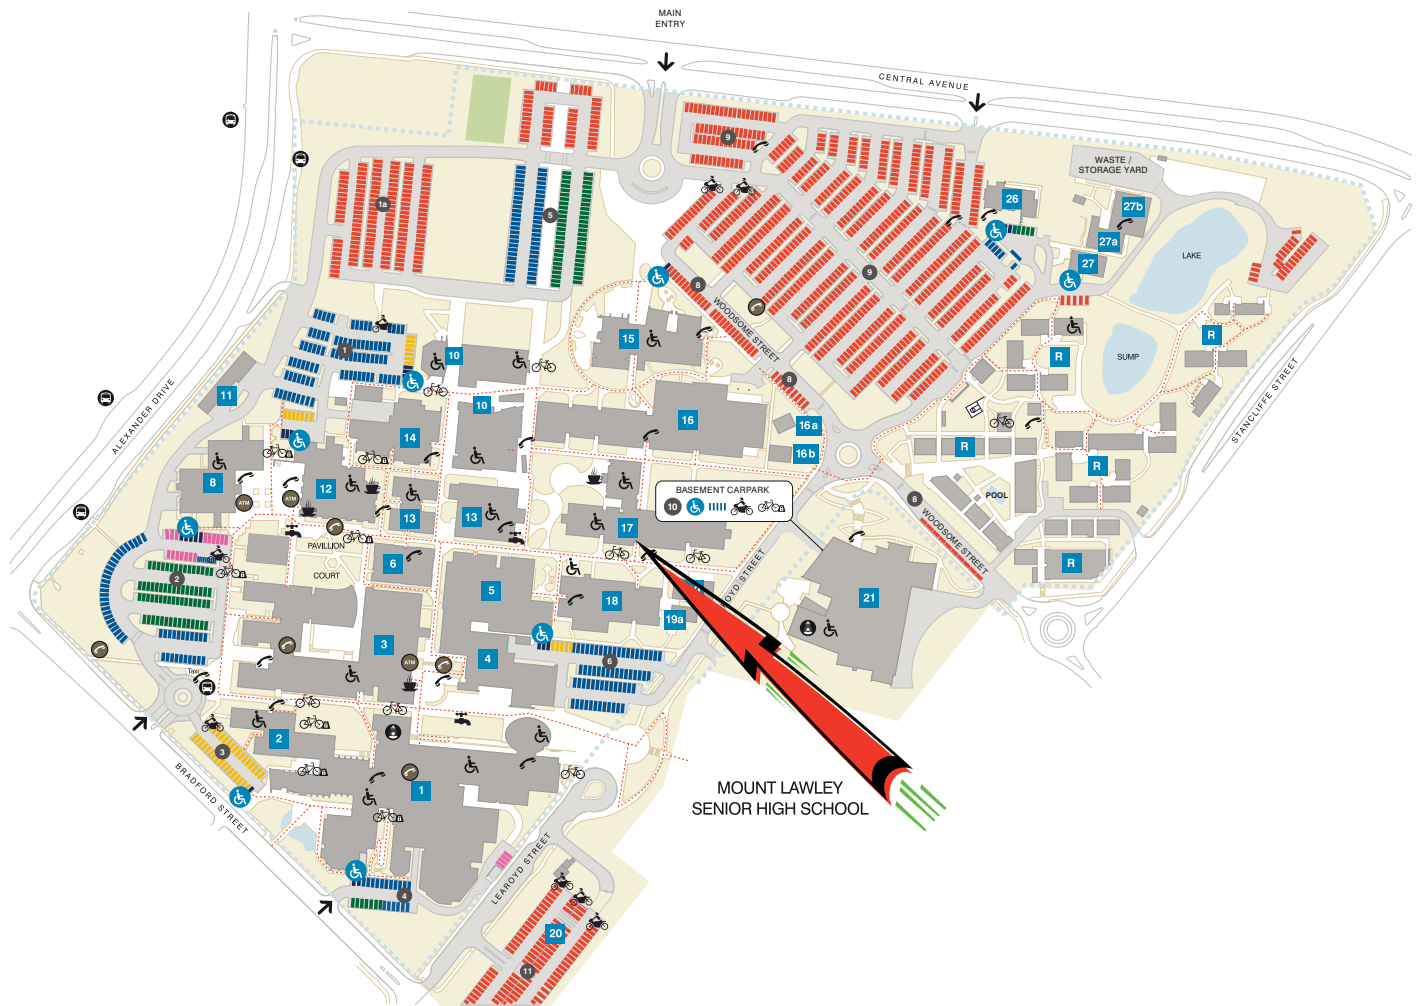 MAIN
ENTRY
CENTRAL AVENUE
WASTE /
STORAGE YARD
9
26
27b
1a
5
27a
27
LAKE
9
8
WOODSOME STREET
15
R
R
SUMP
1
10
8
11
10
16
16a
16b
ALEXANDER DRIVE
STANCLIFFE STREET
14
R
R
8
12
ATM
ATM
BASEMENT CARPARK
10
POOL
8
WOODSOME STREET
13
13
17
PAVILLION
COURT
6
R
2
5
18
19a
21
3
4
6
ATM
Taxi
2
3
BRADFORD STREET
1
MOUNT LAWLEY
SENIOR HIGH SCHOOL
4
LEAROYD STREET
20
11